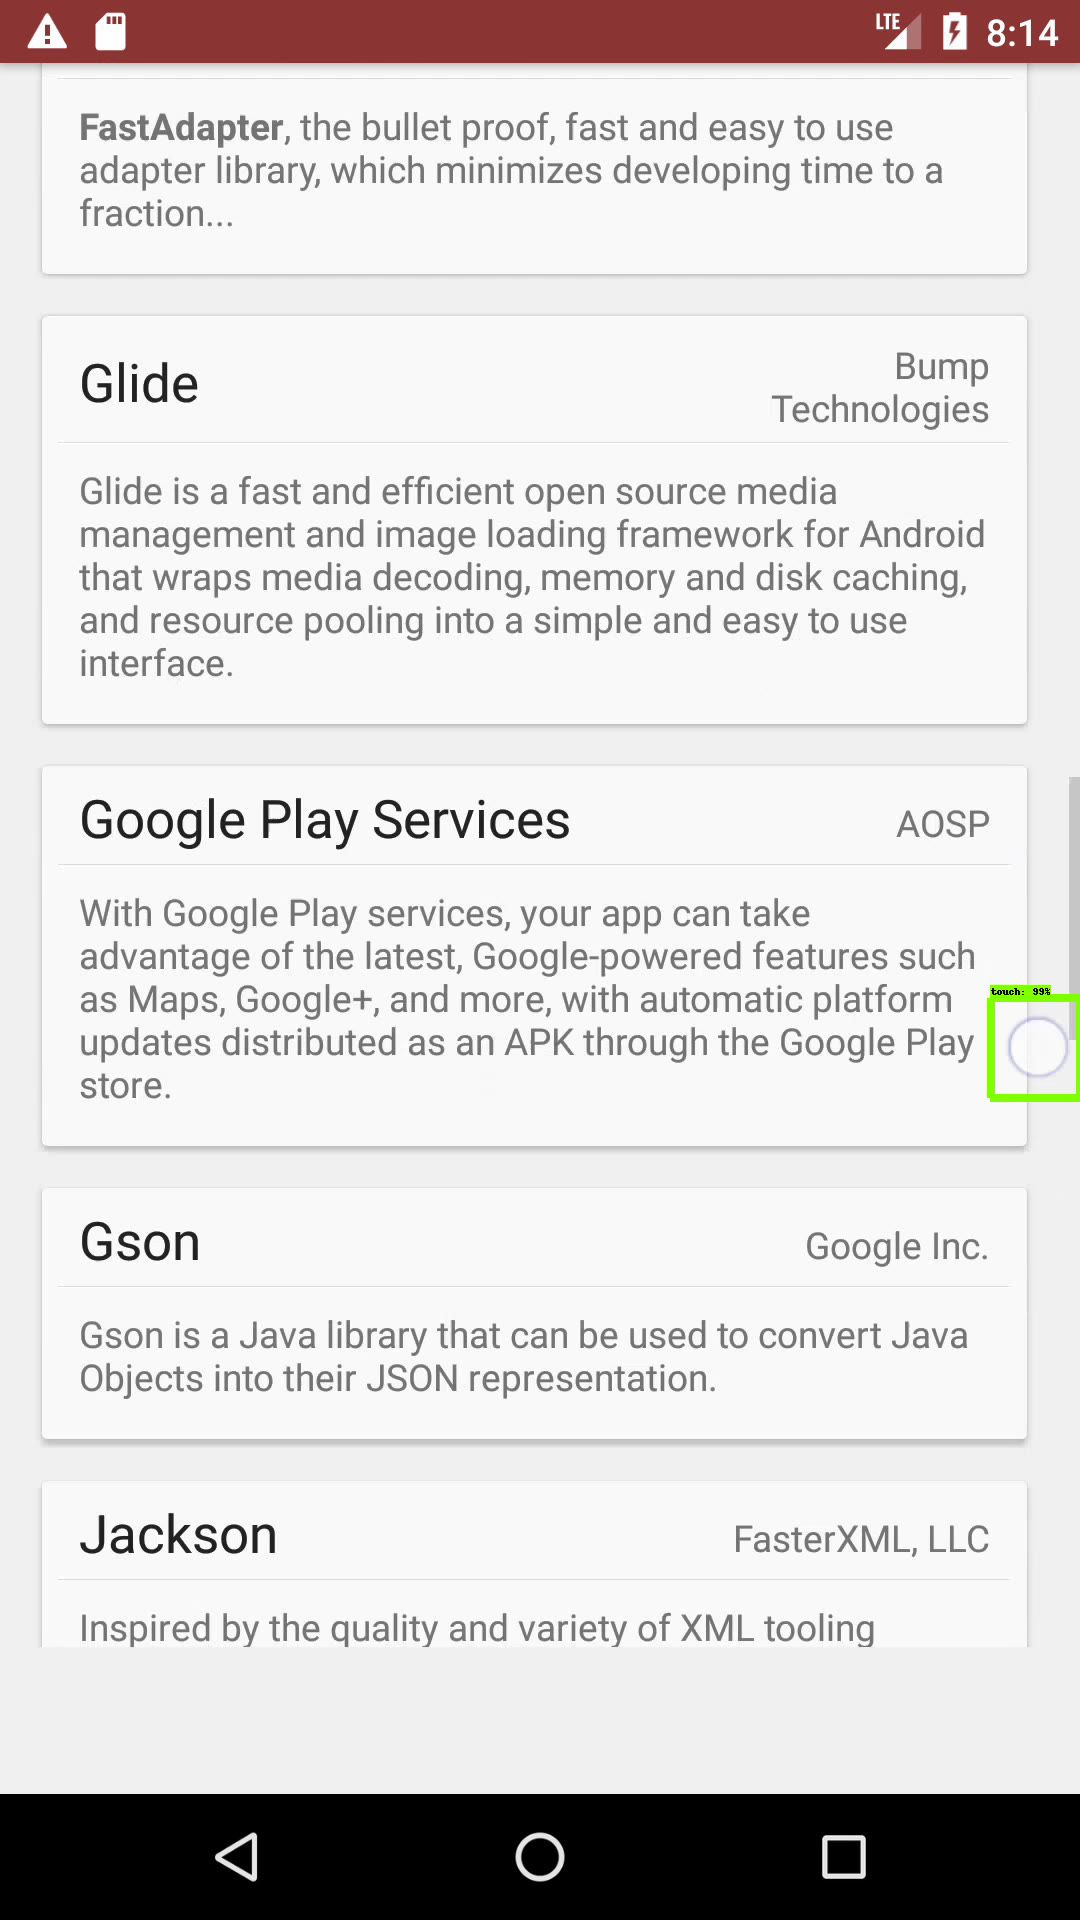 LTE 8:14
FastAdapter, the bullet proof, fast and easy to use
adapter library, which minimizes developing time to a
fraction...
Glide
Bump
Technologies
Glide is a fast and efficient open source media
management and image loading framework for Android
that wraps media decoding, memory and disk caching,
and resource pooling into a simple and easy to use
interface.
Google Play Services AOSP
With Google Play services, your app can take
advantage of the latest, Google-powered features such
as Maps, Google+, and more, with automatic platform
updates distributed as an APK through the Google Play
store.
touch: 99%
Gson Google Inc.
Gson is a Java library that can be used to convert Java
Objects into their JSON representation.
Jackson FasterXML, LLC
Inspired by the quality and variety of XML tooling